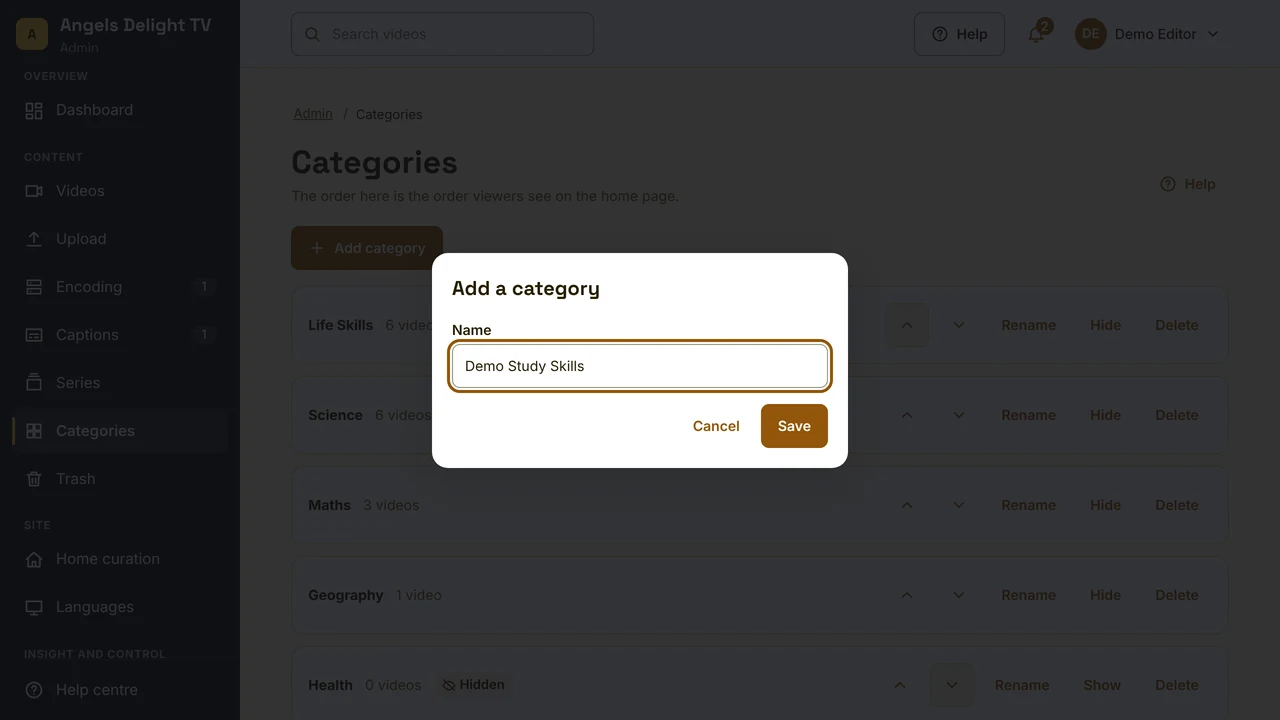 A
Angels Delight TV
Admin
OVERVIEW
Dashboard
CONTENT
Videos
Upload
Encoding 1
Captions 1
Series
Categories
Trash
SITE
Home curation
Languages
INSIGHT AND CONTROL
Help centre
Search videos
Help
2
DE Demo Editor
Admin / Categories
Categories
The order here is the order viewers see on the home page.
Help
Add category
Add a category
Name
Demo Study Skills
Cancel Save
Life Skills 6 videos Rename Hide Delete
Science 6 videos Rename Hide Delete
Maths 3 videos Rename Hide Delete
Geography 1 video Rename Hide Delete
Health 0 videos Hidden Rename Show Delete